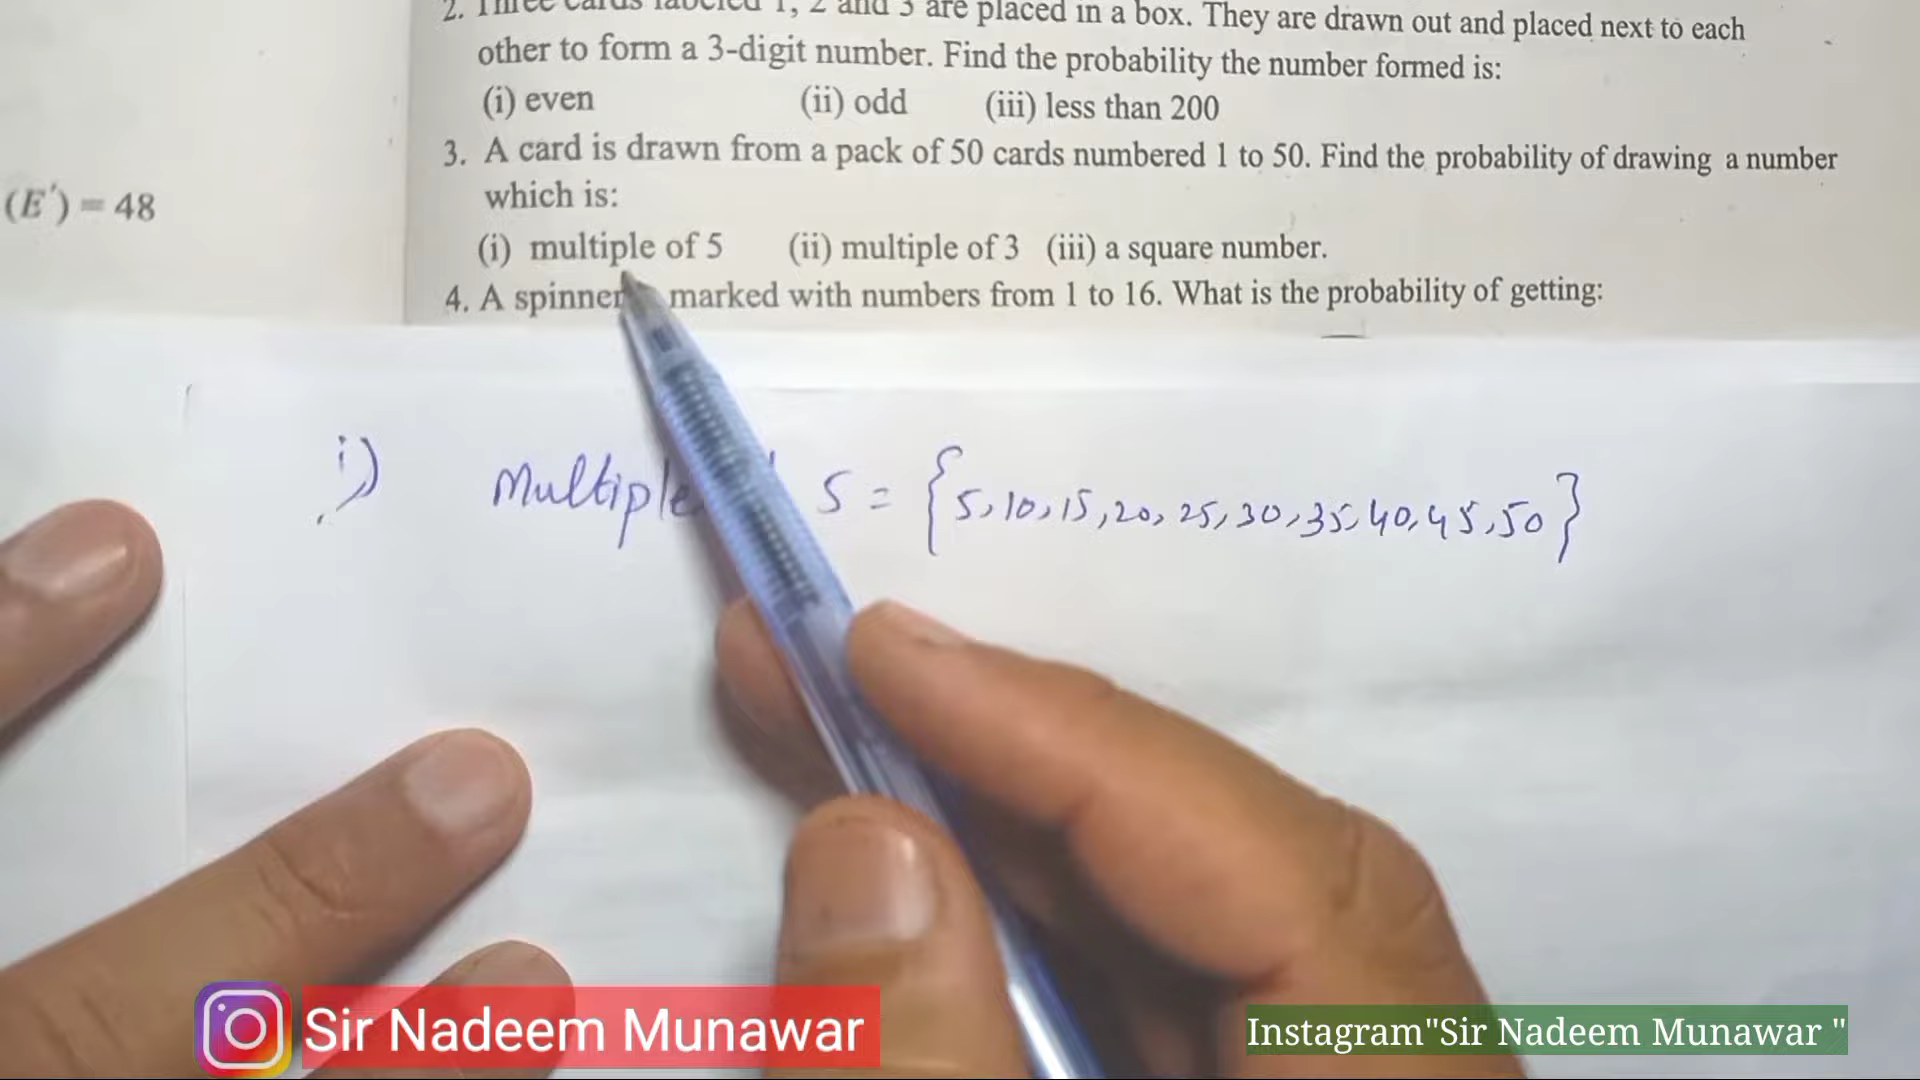 2. Three cards labeled 1, 2 and 3 are placed in a box. They are drawn out and placed next to each
other to form a 3-digit number. Find the probability the number formed is:
(i) even (ii) odd (iii) less than 200
3. A card is drawn from a pack of 50 cards numbered 1 to 50. Find the probability of drawing a number
which is:
(E') = 48
(i) multiple of 5 (ii) multiple of 3 (iii) a square number.
4. A spinner marked with numbers from 1 to 16. What is the probability of getting:
i) Multiple 5 = {5, 10, 15, 20, 25, 30, 35, 40, 45, 50}
Sir Nadeem Munawar
Instagram"Sir Nadeem Munawar "